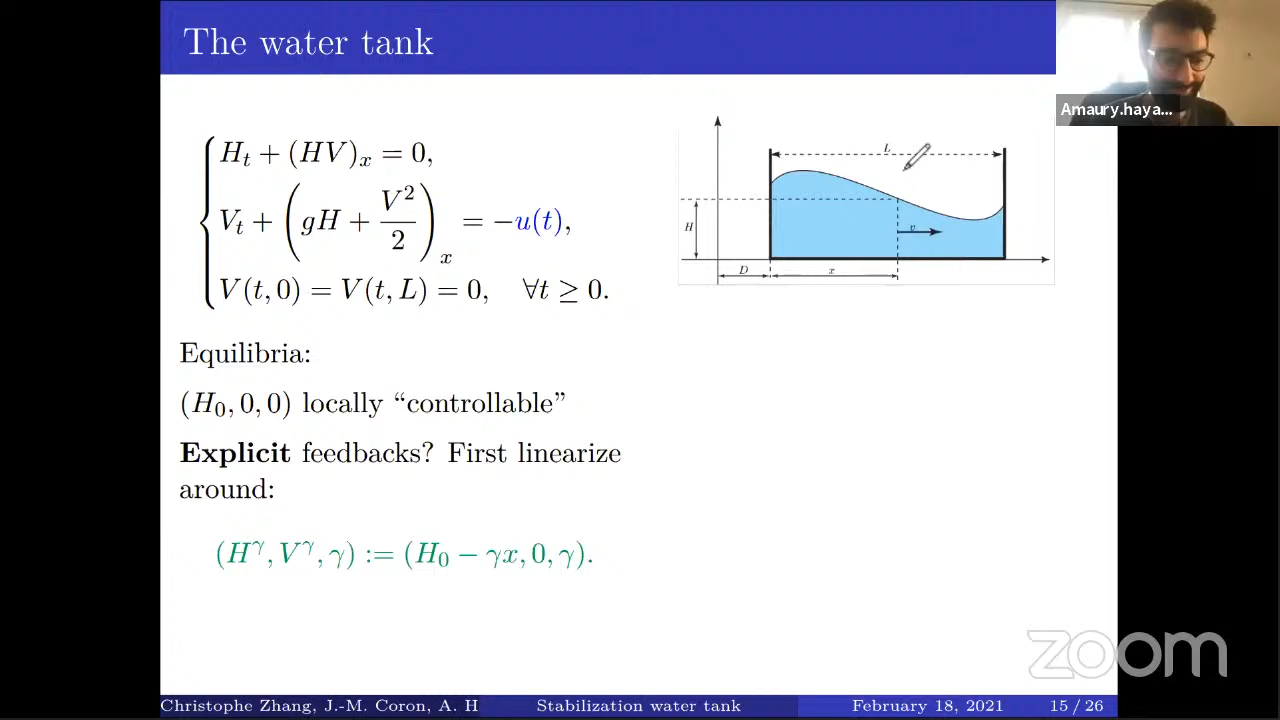 The water tank
Amaury.haya...
H_t + (HV)_x = 0,
V_t + (gH + V^2/2)_x = −u(t),
V(t, 0) = V(t, L) = 0, ∀t ≥ 0.
L
H
v
D
x
Equilibria:
(H_0, 0, 0) locally “controllable”
Explicit feedbacks? First linearize
around:
(H^γ, V^γ, γ) := (H_0 − γx, 0, γ).
zoom
Christophe Zhang, J.-M. Coron, A. H
Stabilization water tank
February 18, 2021
15 / 26